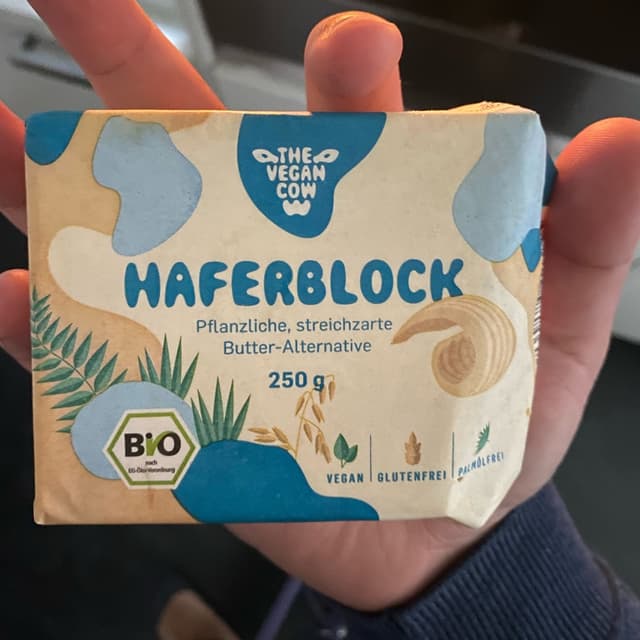 THE
VEGAN
COW
HAFERBLOCK
Pflanzliche, streichzarte
Butter-Alternative
250 g
BiO
nach
EG-Öko-Verordnung
VEGAN
GLUTENFREI
PALMÖLFREI